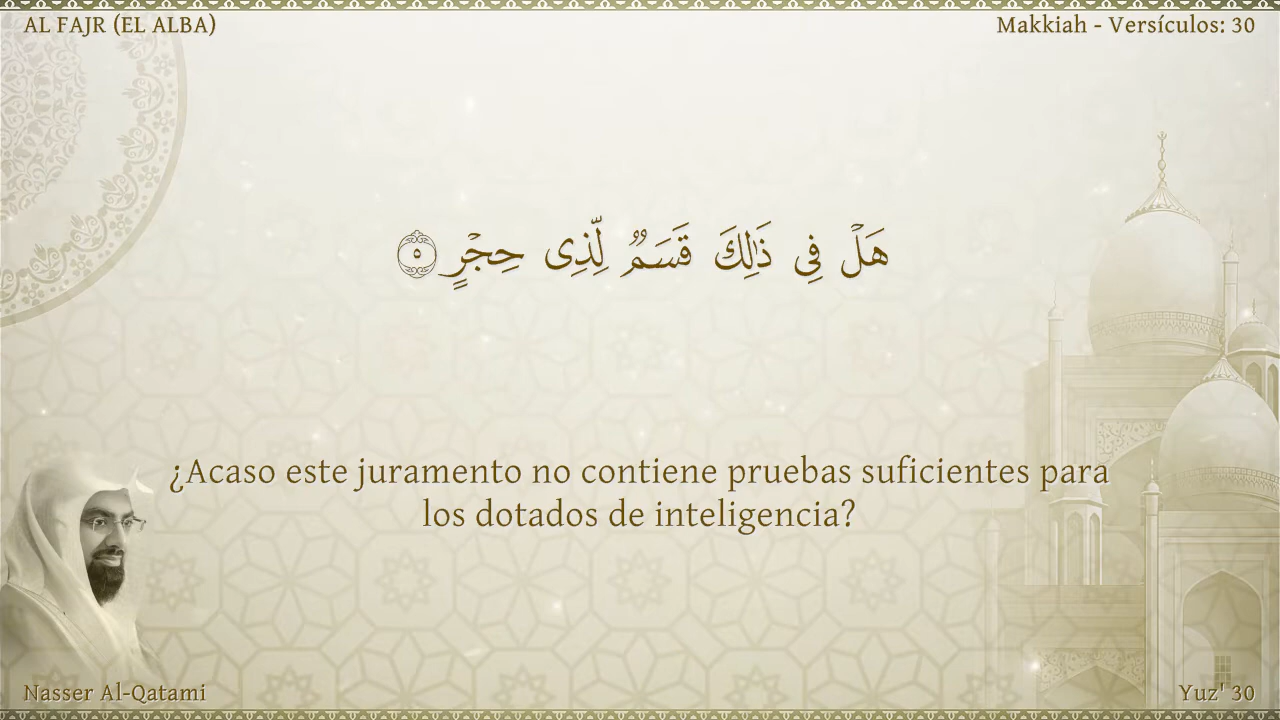 AL FAJR (EL ALBA)
Makkiah - Versículos: 30
هَلْ فِى ذَٰلِكَ قَسَمٌ لِّذِى حِجْرٍ ٥
¿Acaso este juramento no contiene pruebas suficientes para
los dotados de inteligencia?
Nasser Al-Qatami
Yuz' 30